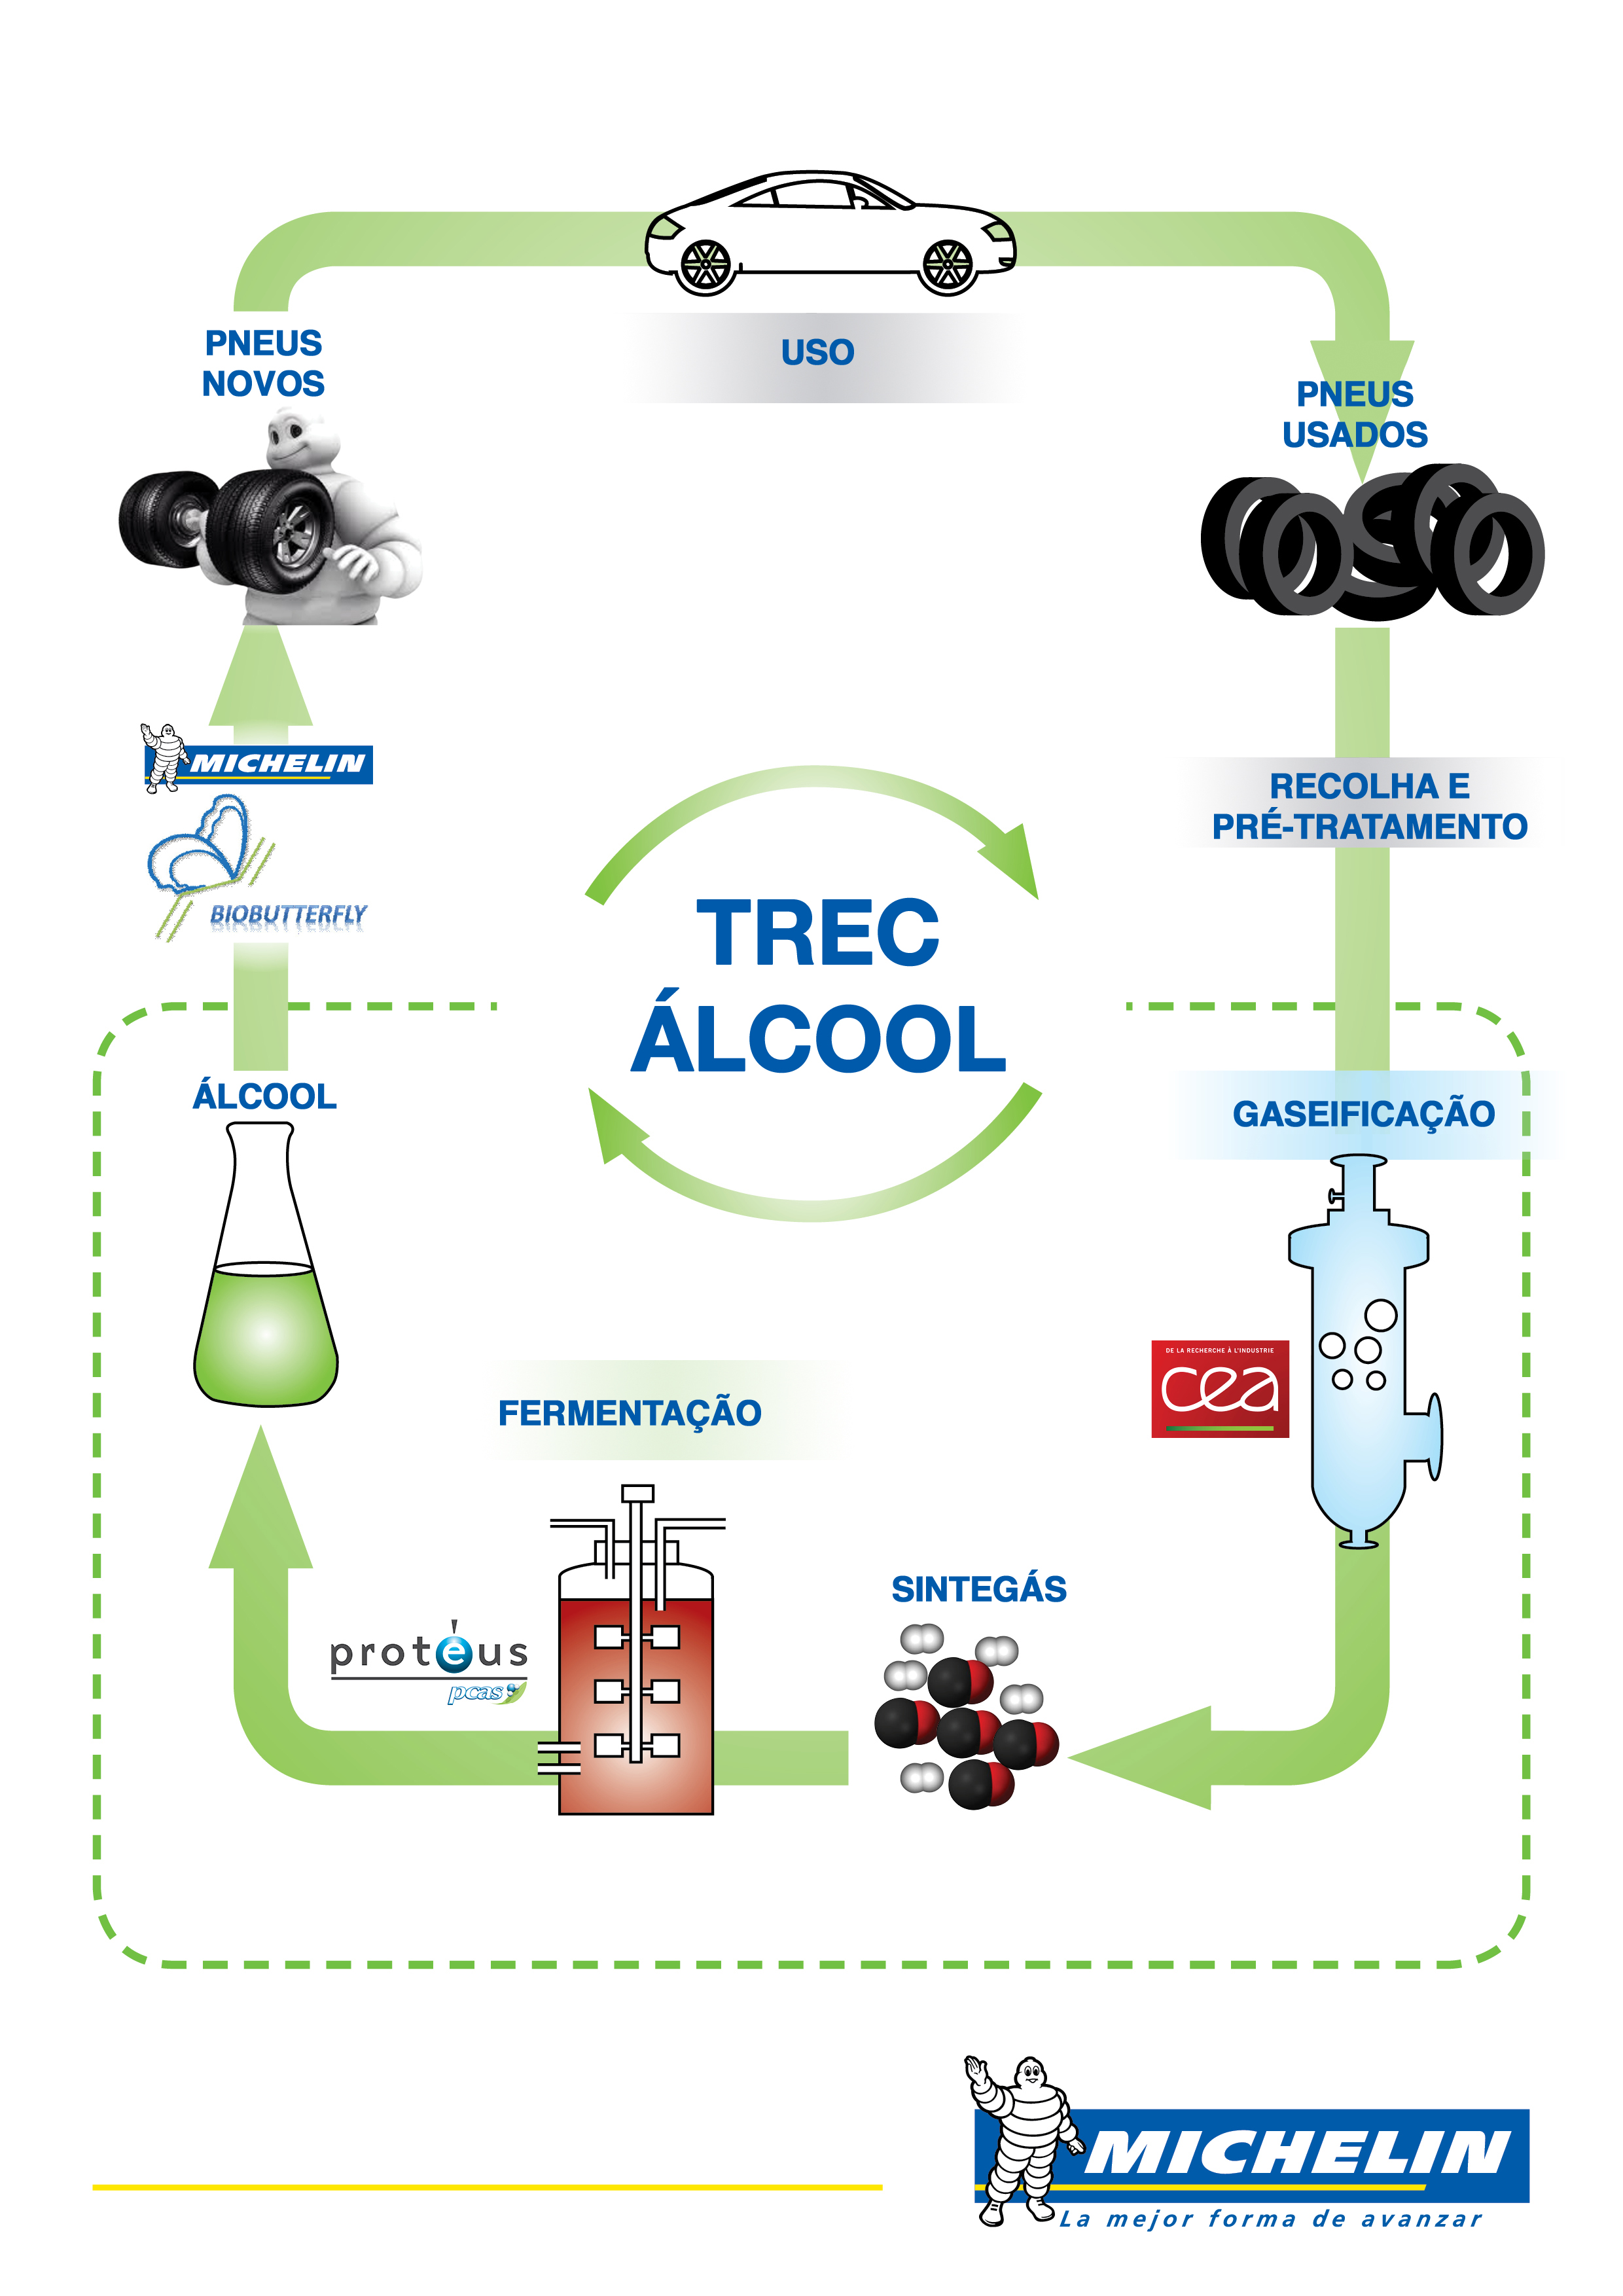 USO
PNEUS
NOVOS
PNEUS
USADOS
MICHELIN
BIOBUTTERFLY
RECOLHA E
PRÉ-TRATAMENTO
TREC
ÁLCOOL
ÁLCOOL
GASEIFICAÇÃO
DE LA RECHERCHE À L'INDUSTRIE
cea
FERMENTAÇÃO
SINTEGÁS
protéus
pcas
MICHELIN
La mejor forma de avanzar